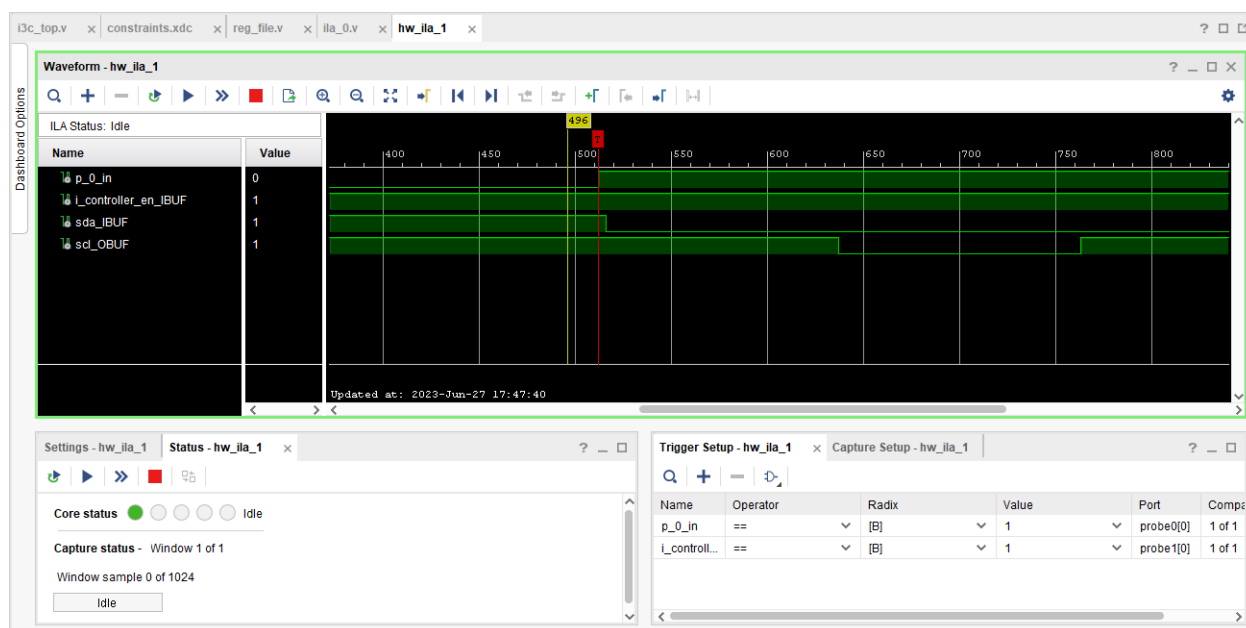 i3c_top.v × constraints.xdc × reg_file.v × ila_0.v × hw_ila_1 × ?
Dashboard Options
Waveform - hw_ila_1 ?
ILA Status: Idle
Name Value
496
T
400 450 500 550 600 650 700 750 800
p_0_in 0
i_controller_en_IBUF 1
sda_IBUF 1
scl_OBUF 1
Updated at: 2023-Jun-27 17:47:40
Settings - hw_ila_1 Status - hw_ila_1 × ?
Core status Idle
Capture status - Window 1 of 1
Window sample 0 of 1024
Idle
Trigger Setup - hw_ila_1 × Capture Setup - hw_ila_1 ?
Name Operator Radix Value Port Compa
p_0_in == [B] 1 probe0[0] 1 of 1
i_controll... == [B] 1 probe1[0] 1 of 1